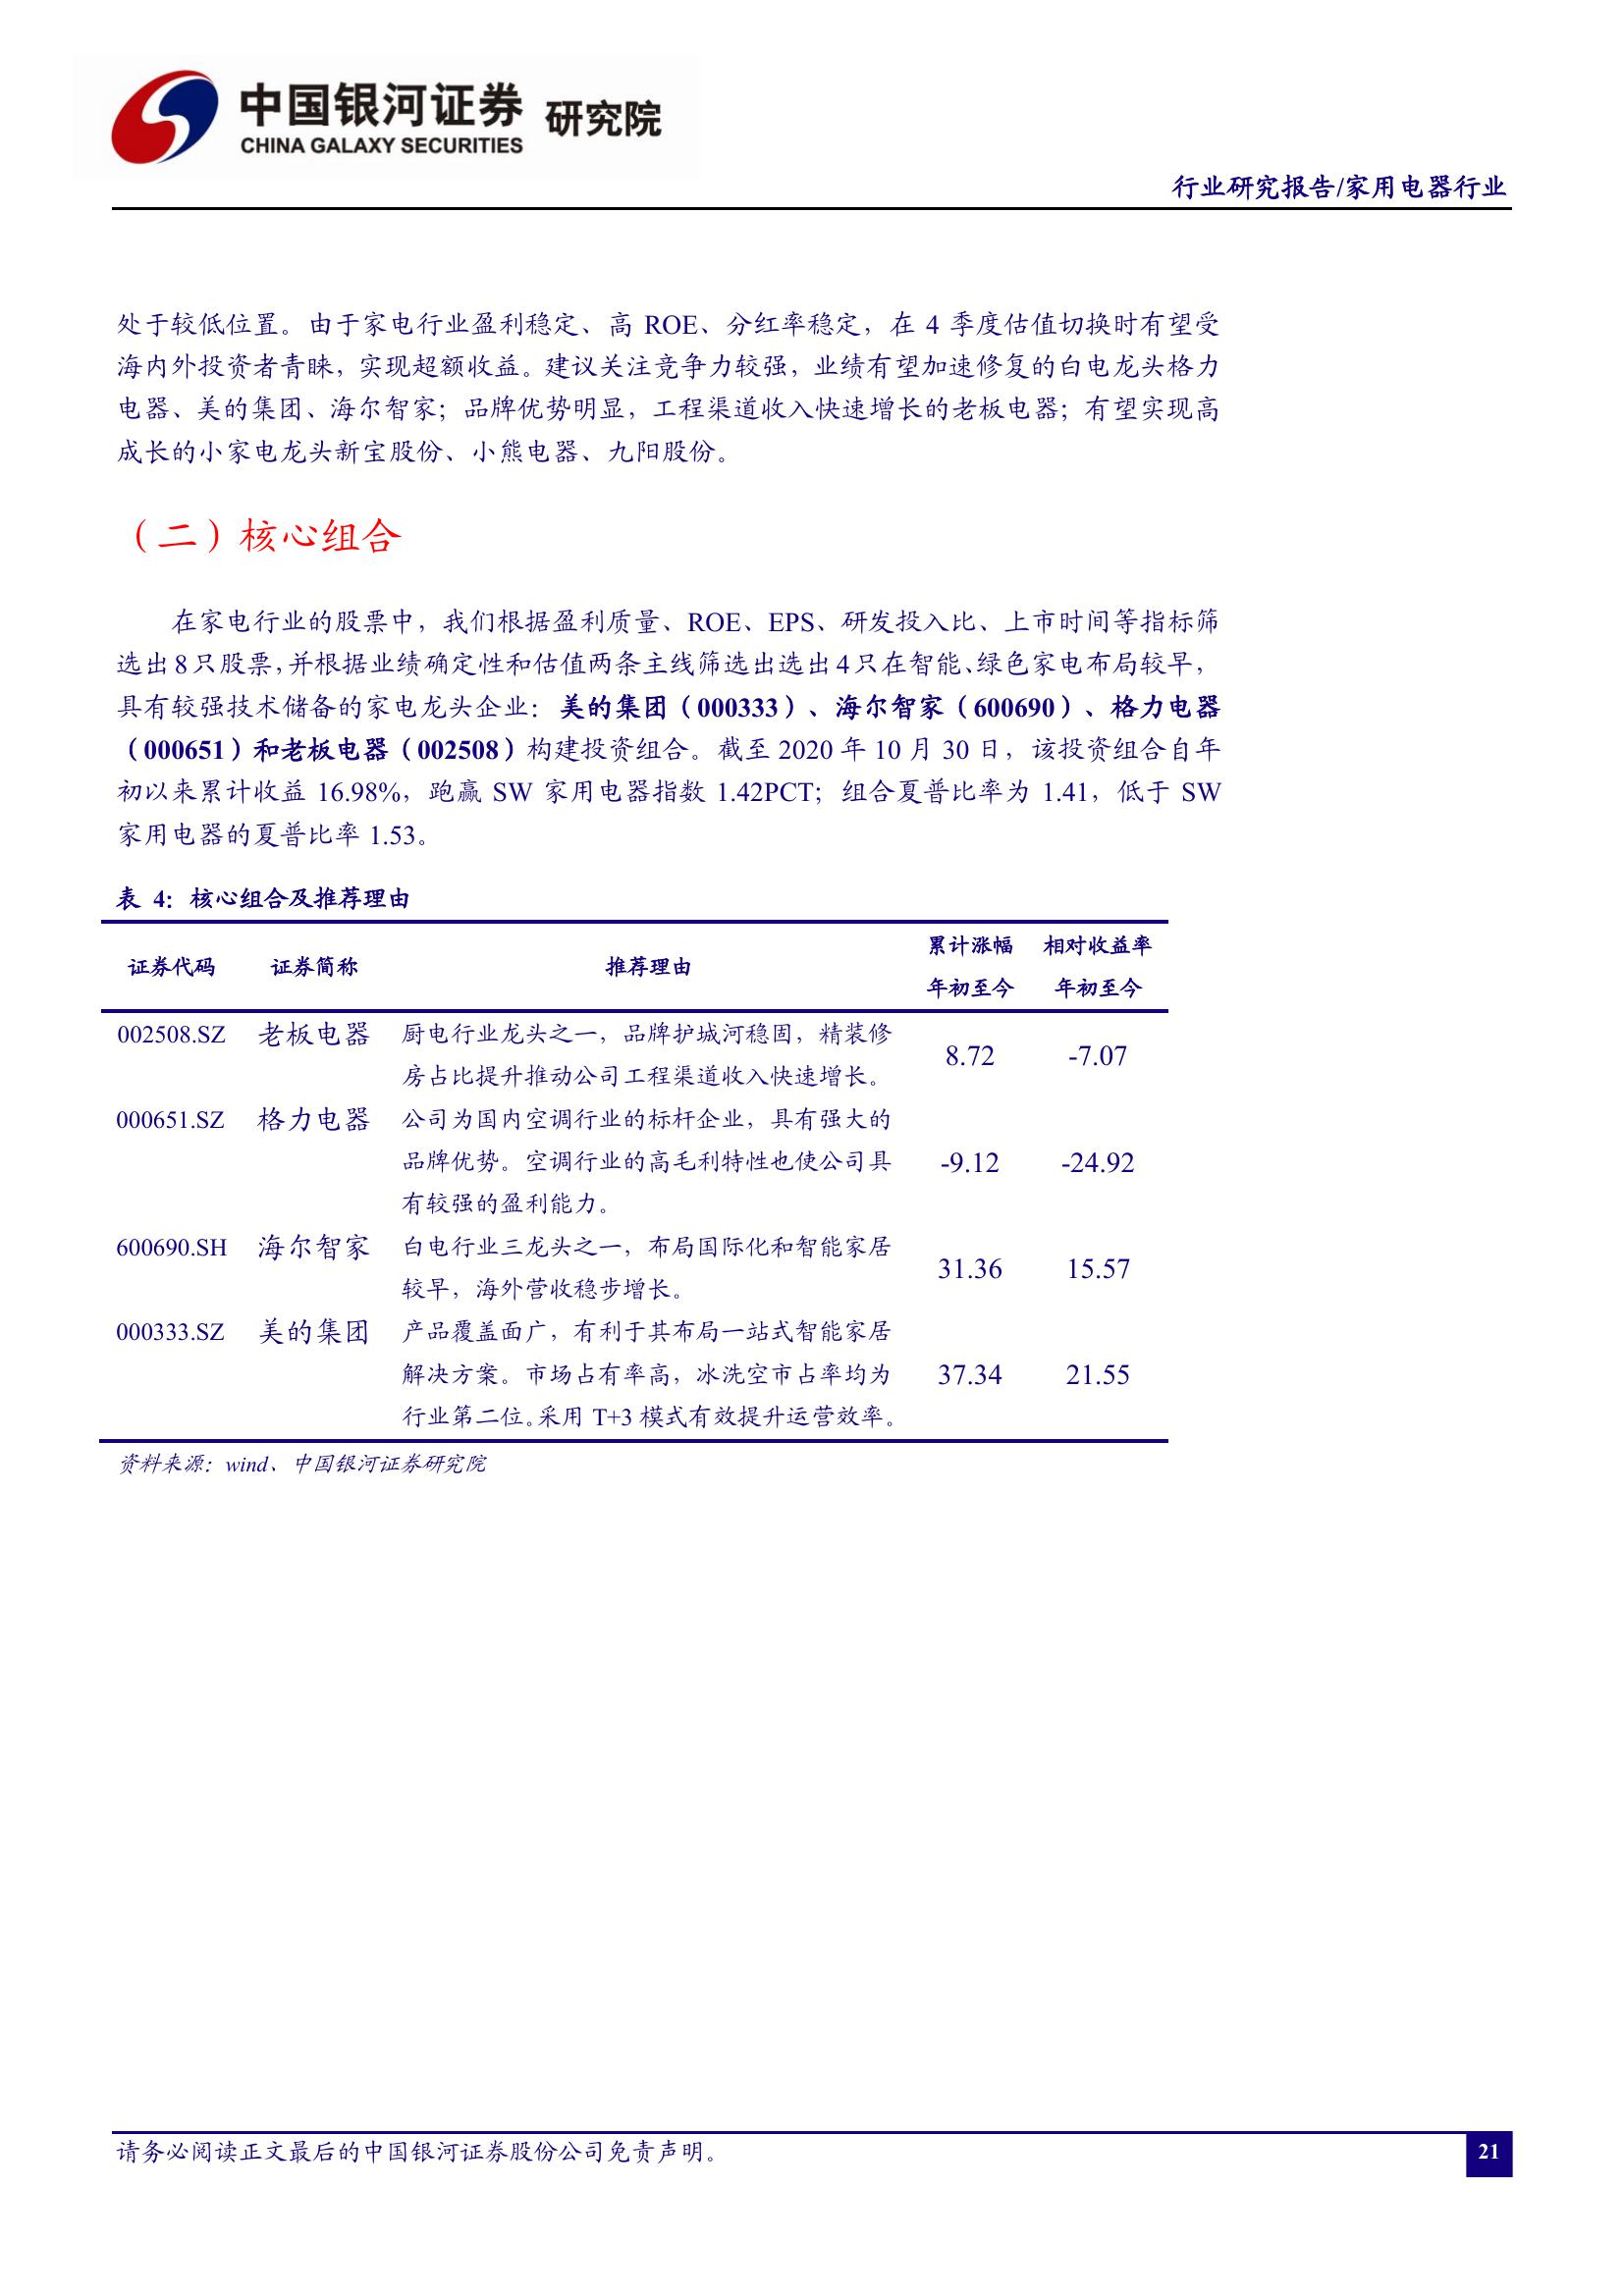 中国银河证券 研究院
CHINA GALAXY SECURITIES
行业研究报告/家用电器行业
处于较低位置。由于家电行业盈利稳定、高 ROE、分红率稳定，在 4 季度估值切换时有望受
海内外投资者青睐，实现超额收益。建议关注竞争力较强，业绩有望加速修复的白电龙头格力
电器、美的集团、海尔智家；品牌优势明显，工程渠道收入快速增长的老板电器；有望实现高
成长的小家电龙头新宝股份、小熊电器、九阳股份。
（二）核心组合
在家电行业的股票中，我们根据盈利质量、ROE、EPS、研发投入比、上市时间等指标筛
选出 8 只股票，并根据业绩确定性和估值两条主线筛选出选出 4 只在智能、绿色家电布局较早，
具有较强技术储备的家电龙头企业：美的集团（000333）、海尔智家（600690）、格力电器
（000651）和老板电器（002508）构建投资组合。截至 2020 年 10 月 30 日，该投资组合自年
初以来累计收益 16.98%，跑赢 SW 家用电器指数 1.42PCT；组合夏普比率为 1.41，低于 SW
家用电器的夏普比率 1.53。
表 4：核心组合及推荐理由
证券代码 证券简称 推荐理由 累计涨幅 相对收益率
年初至今 年初至今
002508.SZ 老板电器 厨电行业龙头之一，品牌护城河稳固，精装修
房占比提升推动公司工程渠道收入快速增长。 8.72 -7.07
000651.SZ 格力电器 公司为国内空调行业的标杆企业，具有强大的
品牌优势。空调行业的高毛利特性也使公司具 -9.12 -24.92
有较强的盈利能力。
600690.SH 海尔智家 白电行业三龙头之一，布局国际化和智能家居
较早，海外营收稳步增长。 31.36 15.57
000333.SZ 美的集团 产品覆盖面广，有利于其布局一站式智能家居
解决方案。市场占有率高，冰洗空市占率均为 37.34 21.55
行业第二位。采用 T+3 模式有效提升运营效率。
资料来源：wind、中国银河证券研究院
请务必阅读正文最后的中国银河证券股份公司免责声明。
21